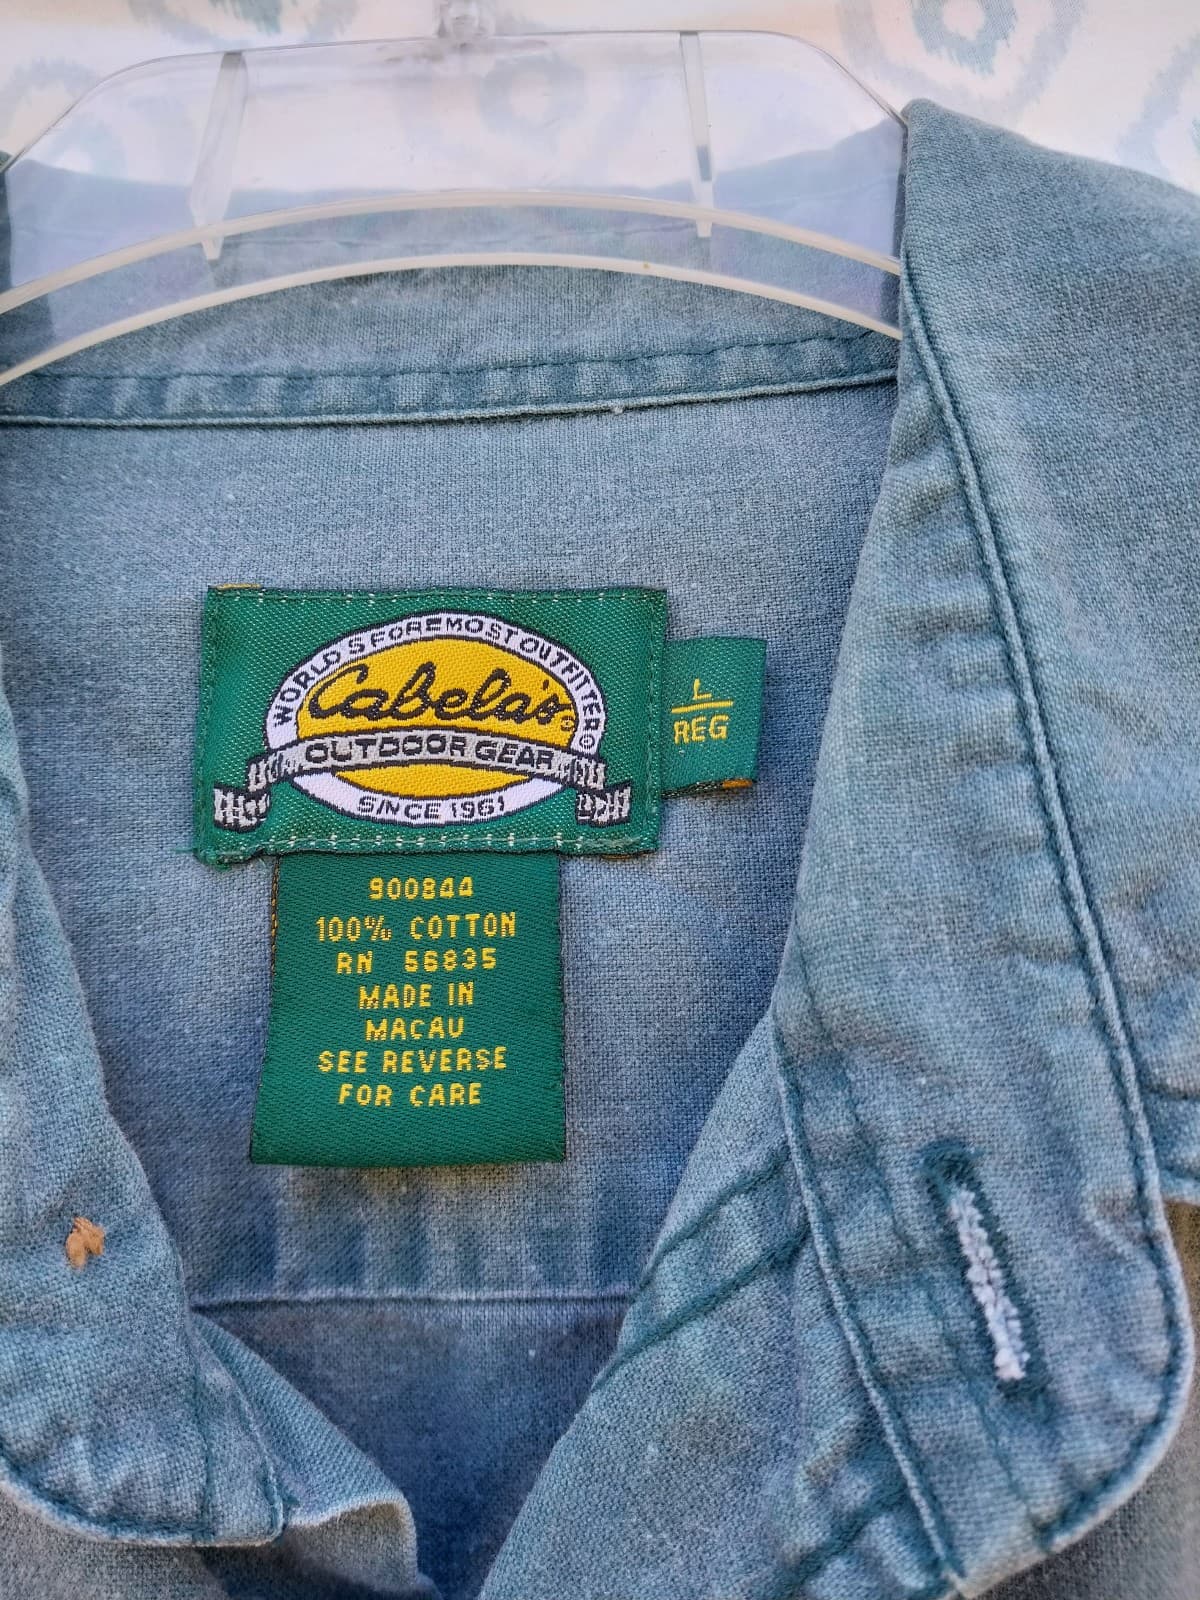 WORLD'S FOREMOST OUTFITTER®
Cabela's®
OUTDOOR GEAR
SINCE 1961
L
REG
900844
100% COTTON
RN 56835
MADE IN
MACAU
SEE REVERSE
FOR CARE